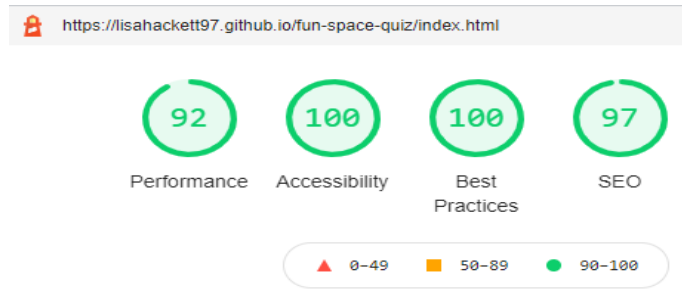 https://lisahackett97.github.io/fun-space-quiz/index.html
92 100 100 97
Performance Accessibility Best Practices SEO
0–49 50–89 90–100